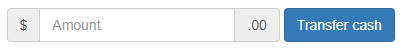 $ Amount .00 Transfer cash